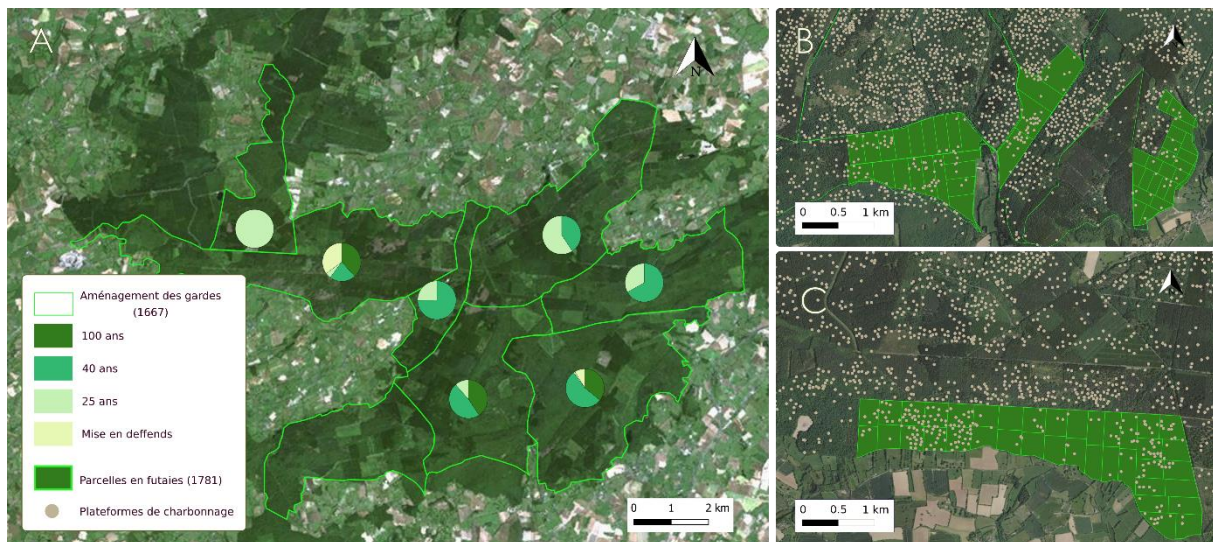 A
N
Aménagement des gardes
(1667)
100 ans
40 ans
25 ans
Mise en deffends
Parcelles en futaies (1781)
Plateformes de charbonnage
0 1 2 km
B
0 0.5 1 km
C
0 0.5 1 km